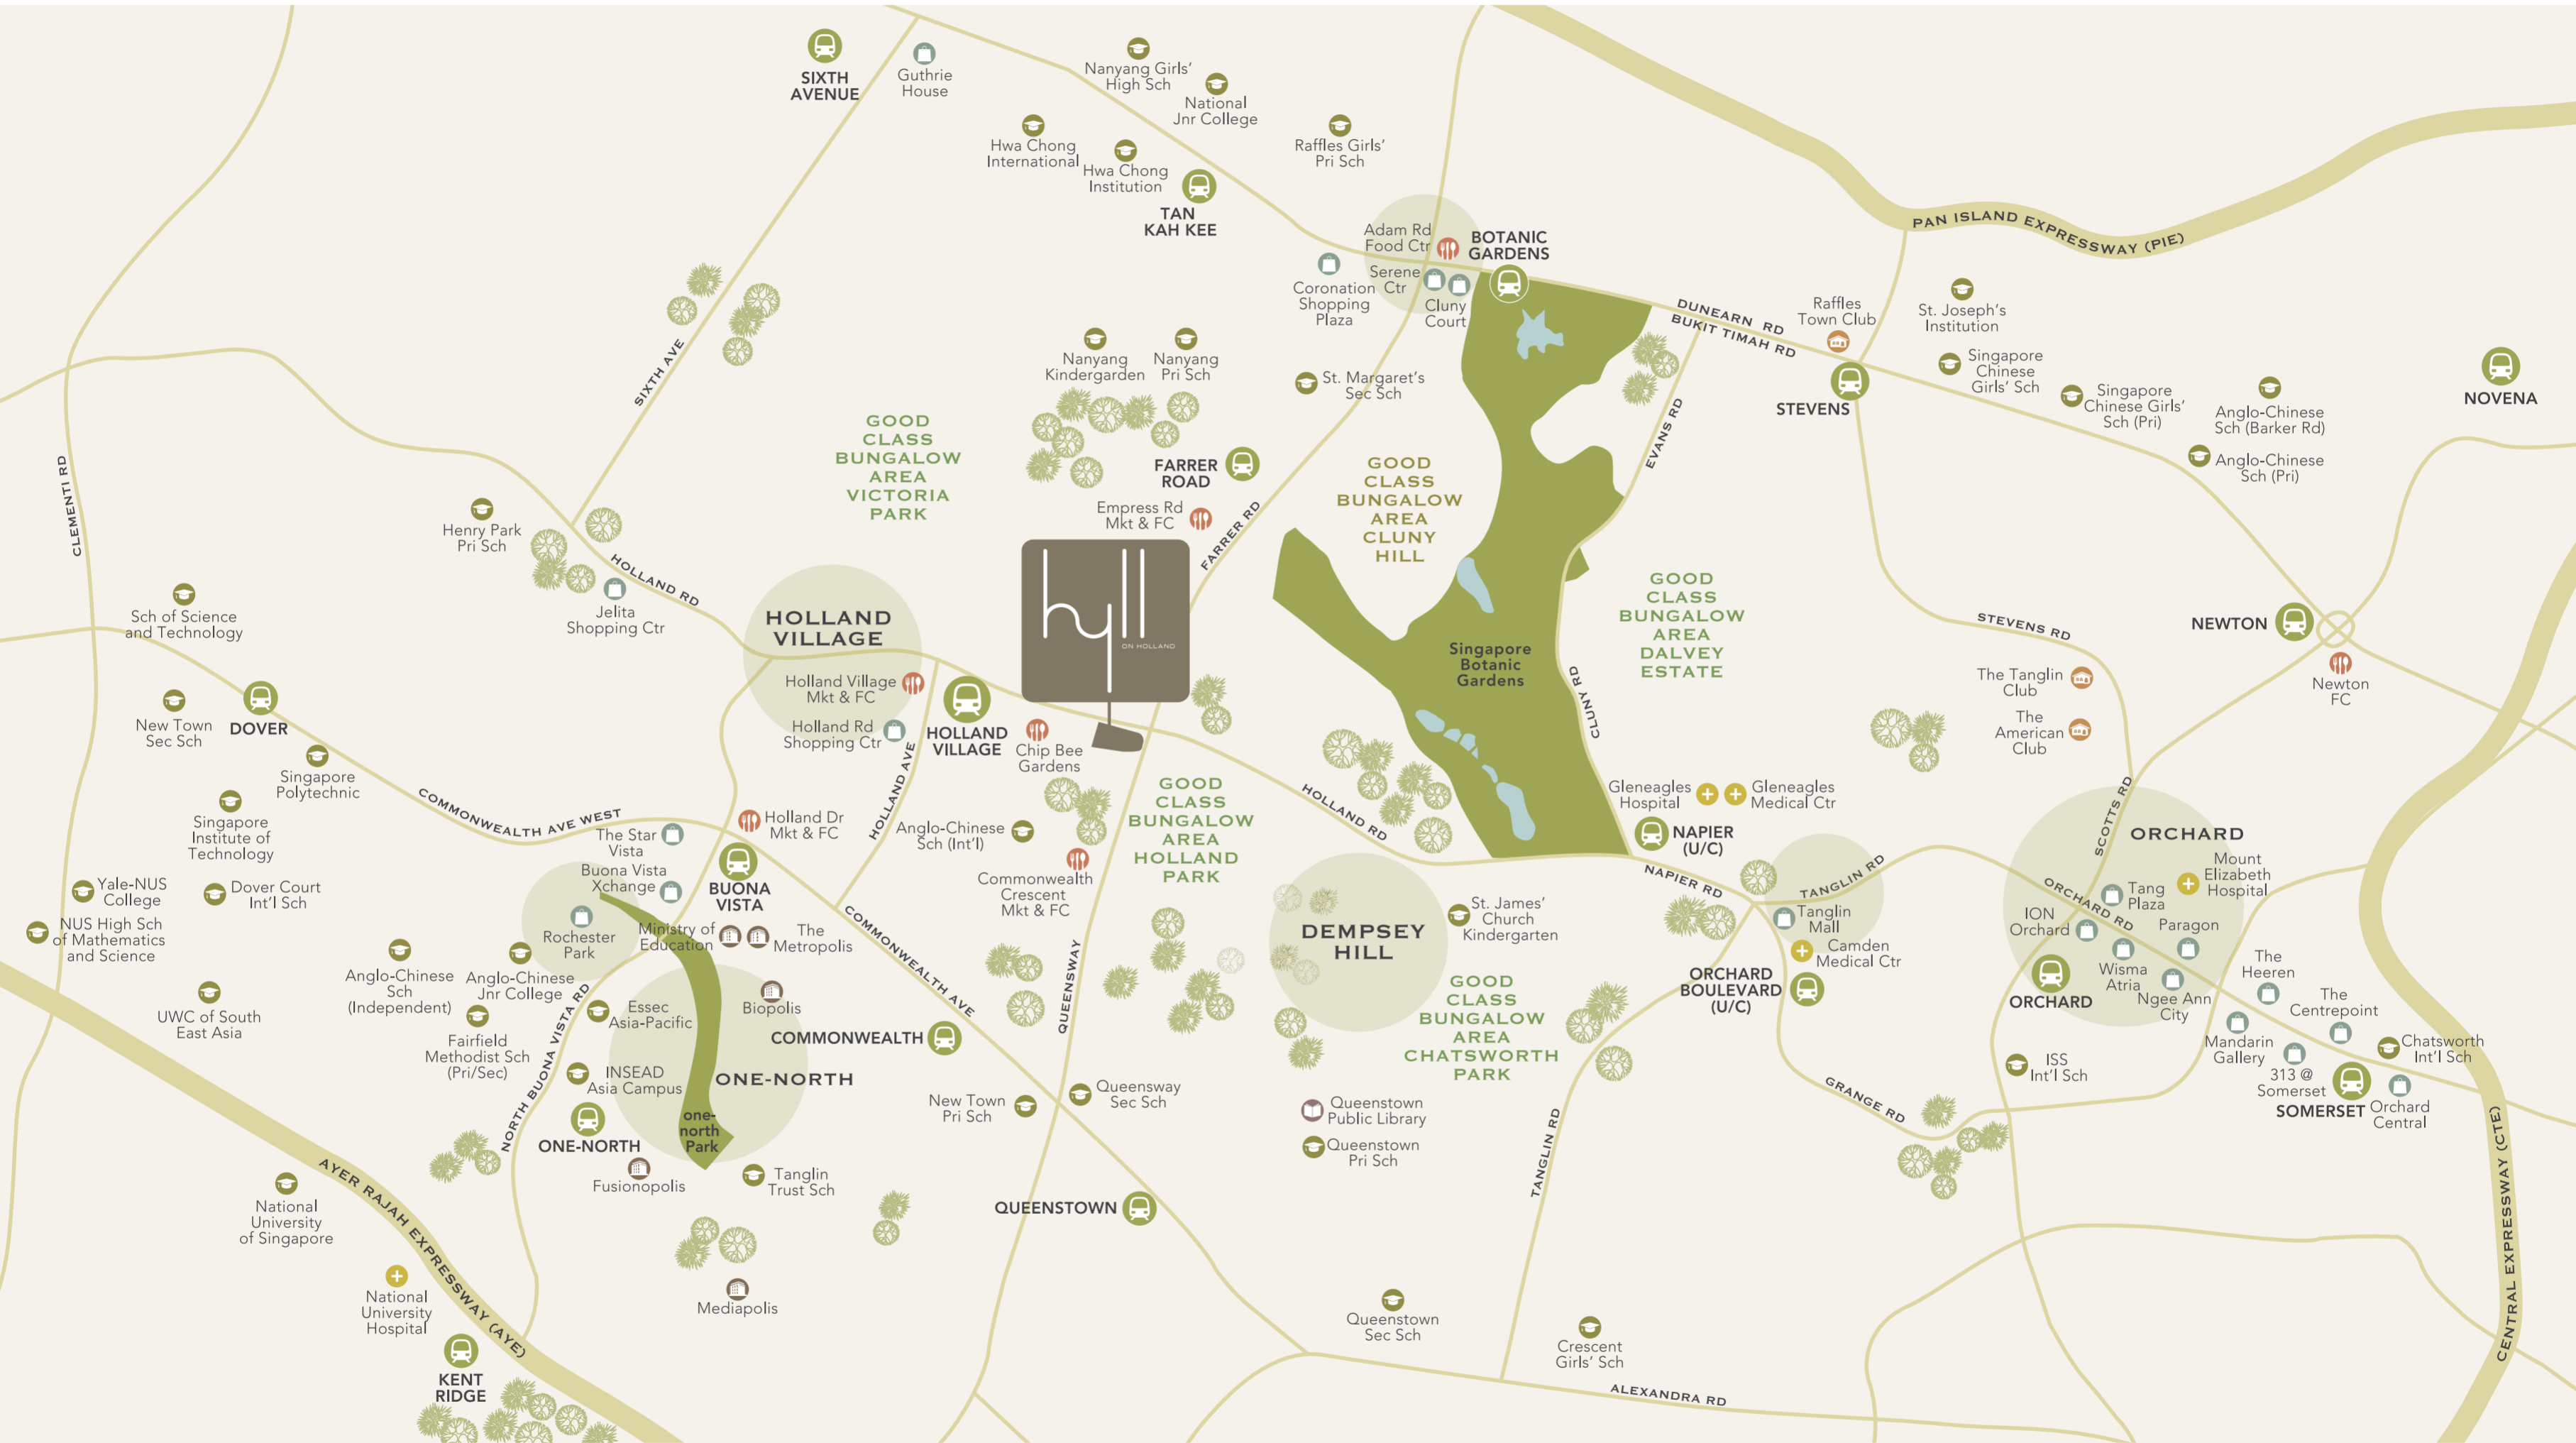 SIXTH
AVENUE
Guthrie
House
Nanyang Girls'
High Sch
National
Jnr College
Hwa Chong
International
Hwa Chong
Institution
TAN
KAH KEE
Raffles Girls'
Pri Sch
PAN ISLAND EXPRESSWAY (PIE)
Adam Rd
Food Ctr
BOTANIC
GARDENS
Coronation
Shopping
Plaza
Serene
Ctr
Cluny
Court
DUNEARN RD
BUKIT TIMAH RD
Raffles
Town Club
St. Joseph's
Institution
SIXTH AVE
Nanyang
Kindergarden
Nanyang
Pri Sch
St. Margaret's
Sec Sch
STEVENS
Singapore
Chinese
Girls' Sch
Singapore
Chinese Girls'
Sch (Pri)
Anglo-Chinese
Sch (Barker Rd)
Anglo-Chinese
Sch (Pri)
NOVENA
EVANS RD
GOOD
CLASS
BUNGALOW
AREA
VICTORIA
PARK
FARRER
ROAD
Empress Rd
Mkt & FC
FARRER RD
GOOD
CLASS
BUNGALOW
AREA
CLUNY
HILL
CLEMENTI RD
Henry Park
Pri Sch
HOLLAND RD
Jelita
Shopping Ctr
Sch of Science
and Technology
HOLLAND
VILLAGE
hyll
ON HOLLAND
Singapore
Botanic
Gardens
GOOD
CLASS
BUNGALOW
AREA
DALVEY
ESTATE
CLUNY RD
STEVENS RD
NEWTON
Newton
FC
The Tanglin
Club
The
American
Club
New Town
Sec Sch
DOVER
Singapore
Polytechnic
Singapore
Institute of
Technology
Holland Village
Mkt & FC
Holland Rd
Shopping Ctr
HOLLAND
VILLAGE
Chip Bee
Gardens
HOLLAND AVE
COMMONWEALTH AVE WEST
The Star
Vista
Holland Dr
Mkt & FC
Anglo-Chinese
Sch (Int'l)
GOOD
CLASS
BUNGALOW
AREA
HOLLAND
PARK
HOLLAND RD
Gleneagles
Hospital
Gleneagles
Medical Ctr
NAPIER
(U/C)
NAPIER RD
TANGLIN RD
SCOTTS RD
ORCHARD
Mount
Elizabeth
Hospital
ORCHARD RD
Tang
Plaza
ION
Orchard
Paragon
Wisma
Atria
Ngee Ann
City
ORCHARD
The
Heeren
The
Centrepoint
Mandarin
Gallery
313 @
Somerset
SOMERSET
Orchard
Central
Chatsworth
Int'l Sch
ISS
Int'l Sch
Yale-NUS
College
Dover Court
Int'l Sch
NUS High Sch
of Mathematics
and Science
UWC of South
East Asia
Buona Vista
Xchange
BUONA
VISTA
Rochester
Park
Ministry of
Education
The
Metropolis
Commonwealth
Crescent
Mkt & FC
COMMONWEALTH AVE
QUEENSWAY
DEMPSEY
HILL
St. James'
Church
Kindergarten
Tanglin
Mall
Camden
Medical Ctr
ORCHARD
BOULEVARD
(U/C)
GOOD
CLASS
BUNGALOW
AREA
CHATSWORTH
PARK
Anglo-Chinese
Sch
(Independent)
Anglo-Chinese
Jnr College
Fairfield
Methodist Sch
(Pri/Sec)
NORTH BUONA VISTA RD
Essec
Asia-Pacific
Biopolis
COMMONWEALTH
INSEAD
Asia Campus
ONE-NORTH
one-
north
Park
ONE-NORTH
Fusionopolis
Tanglin
Trust Sch
New Town
Pri Sch
Queensway
Sec Sch
Queenstown
Public Library
Queenstown
Pri Sch
TANGLIN RD
GRANGE RD
CENTRAL EXPRESSWAY (CTE)
QUEENSTOWN
AYER RAJAH EXPRESSWAY (AYE)
National
University
of Singapore
National
University
Hospital
KENT
RIDGE
Mediapolis
Queenstown
Sec Sch
Crescent
Girls' Sch
ALEXANDRA RD